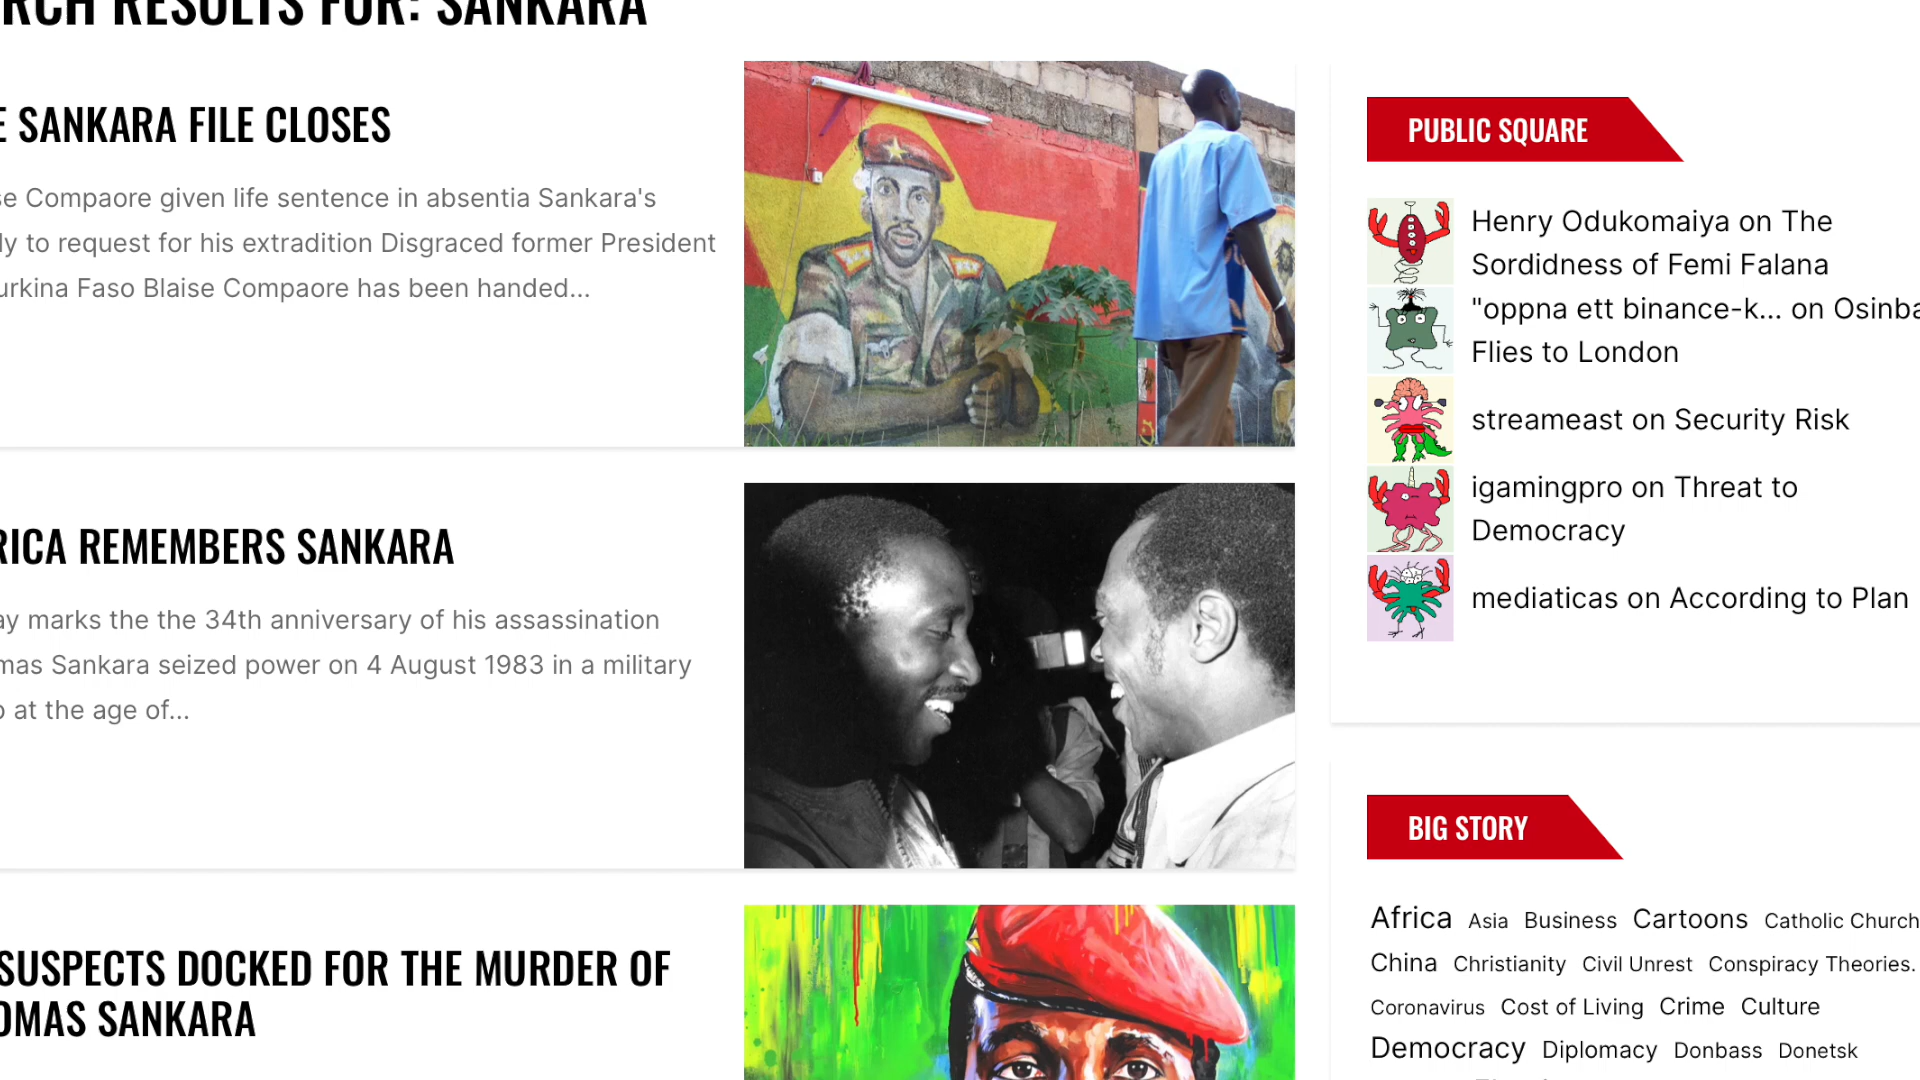 RCH RESULTS FOR: SANKARA
E SANKARA FILE CLOSES
se Compaore given life sentence in absentia Sankara's
ly to request for his extradition Disgraced former President
urkina Faso Blaise Compaore has been handed...
RICA REMEMBERS SANKARA
ay marks the the 34th anniversary of his assassination
mas Sankara seized power on 4 August 1983 in a military
p at the age of...
SUSPECTS DOCKED FOR THE MURDER OF
OMAS SANKARA
PUBLIC SQUARE
Henry Odukomaiya on The
Sordidness of Femi Falana
"oppna ett binance-k... on Osinba
Flies to London
streameast on Security Risk
igamingpro on Threat to
Democracy
mediaticas on According to Plan
BIG STORY
Africa Asia Business Cartoons Catholic Church
China Christianity Civil Unrest Conspiracy Theories.
Coronavirus Cost of Living Crime Culture
Democracy Diplomacy Donbass Donetsk